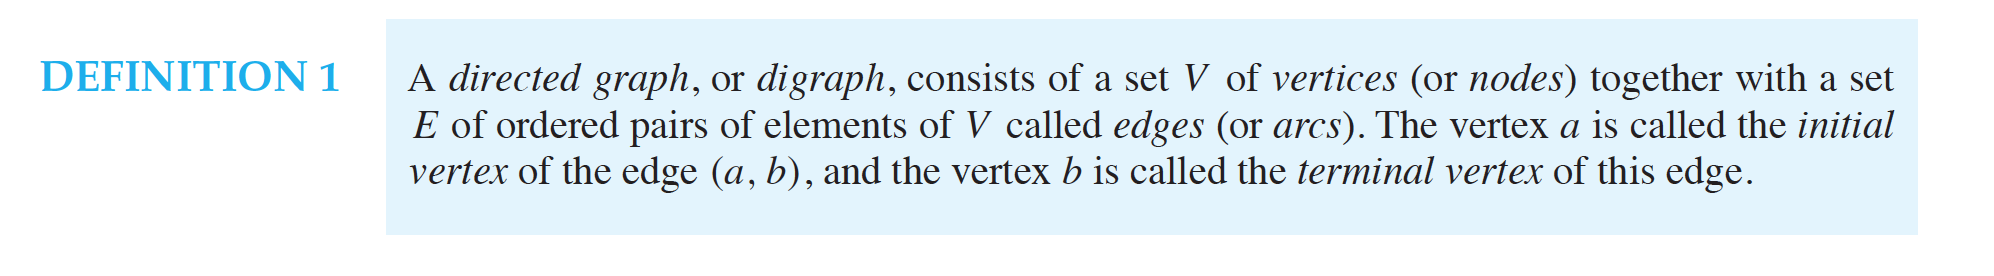 DEFINITION 1
A directed graph, or digraph, consists of a set V of vertices (or nodes) together with a set
E of ordered pairs of elements of V called edges (or arcs). The vertex a is called the initial
vertex of the edge (a, b), and the vertex b is called the terminal vertex of this edge.